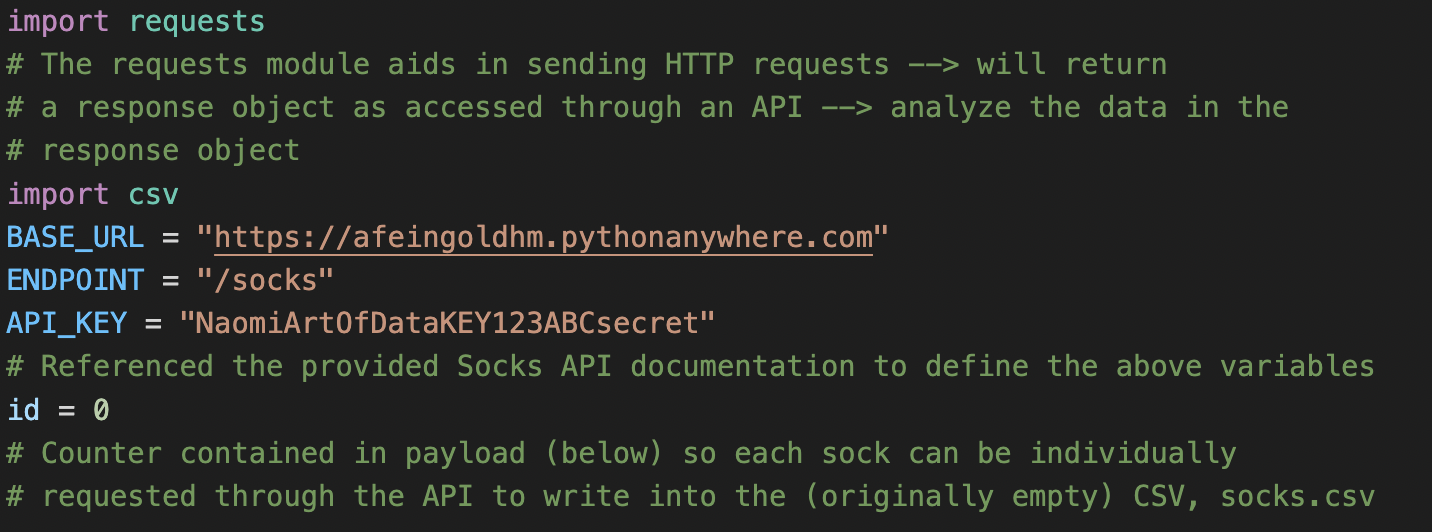 import requests
# The requests module aids in sending HTTP requests --> will return
# a response object as accessed through an API --> analyze the data in the
# response object
import csv
BASE_URL = "https://afeingoldhm.pythonanywhere.com"
ENDPOINT = "/socks"
API_KEY = "NaomiArtOfDataKEY123ABCsecret"
# Referenced the provided Socks API documentation to define the above variables
id = 0
# Counter contained in payload (below) so each sock can be individually
# requested through the API to write into the (originally empty) CSV, socks.csv